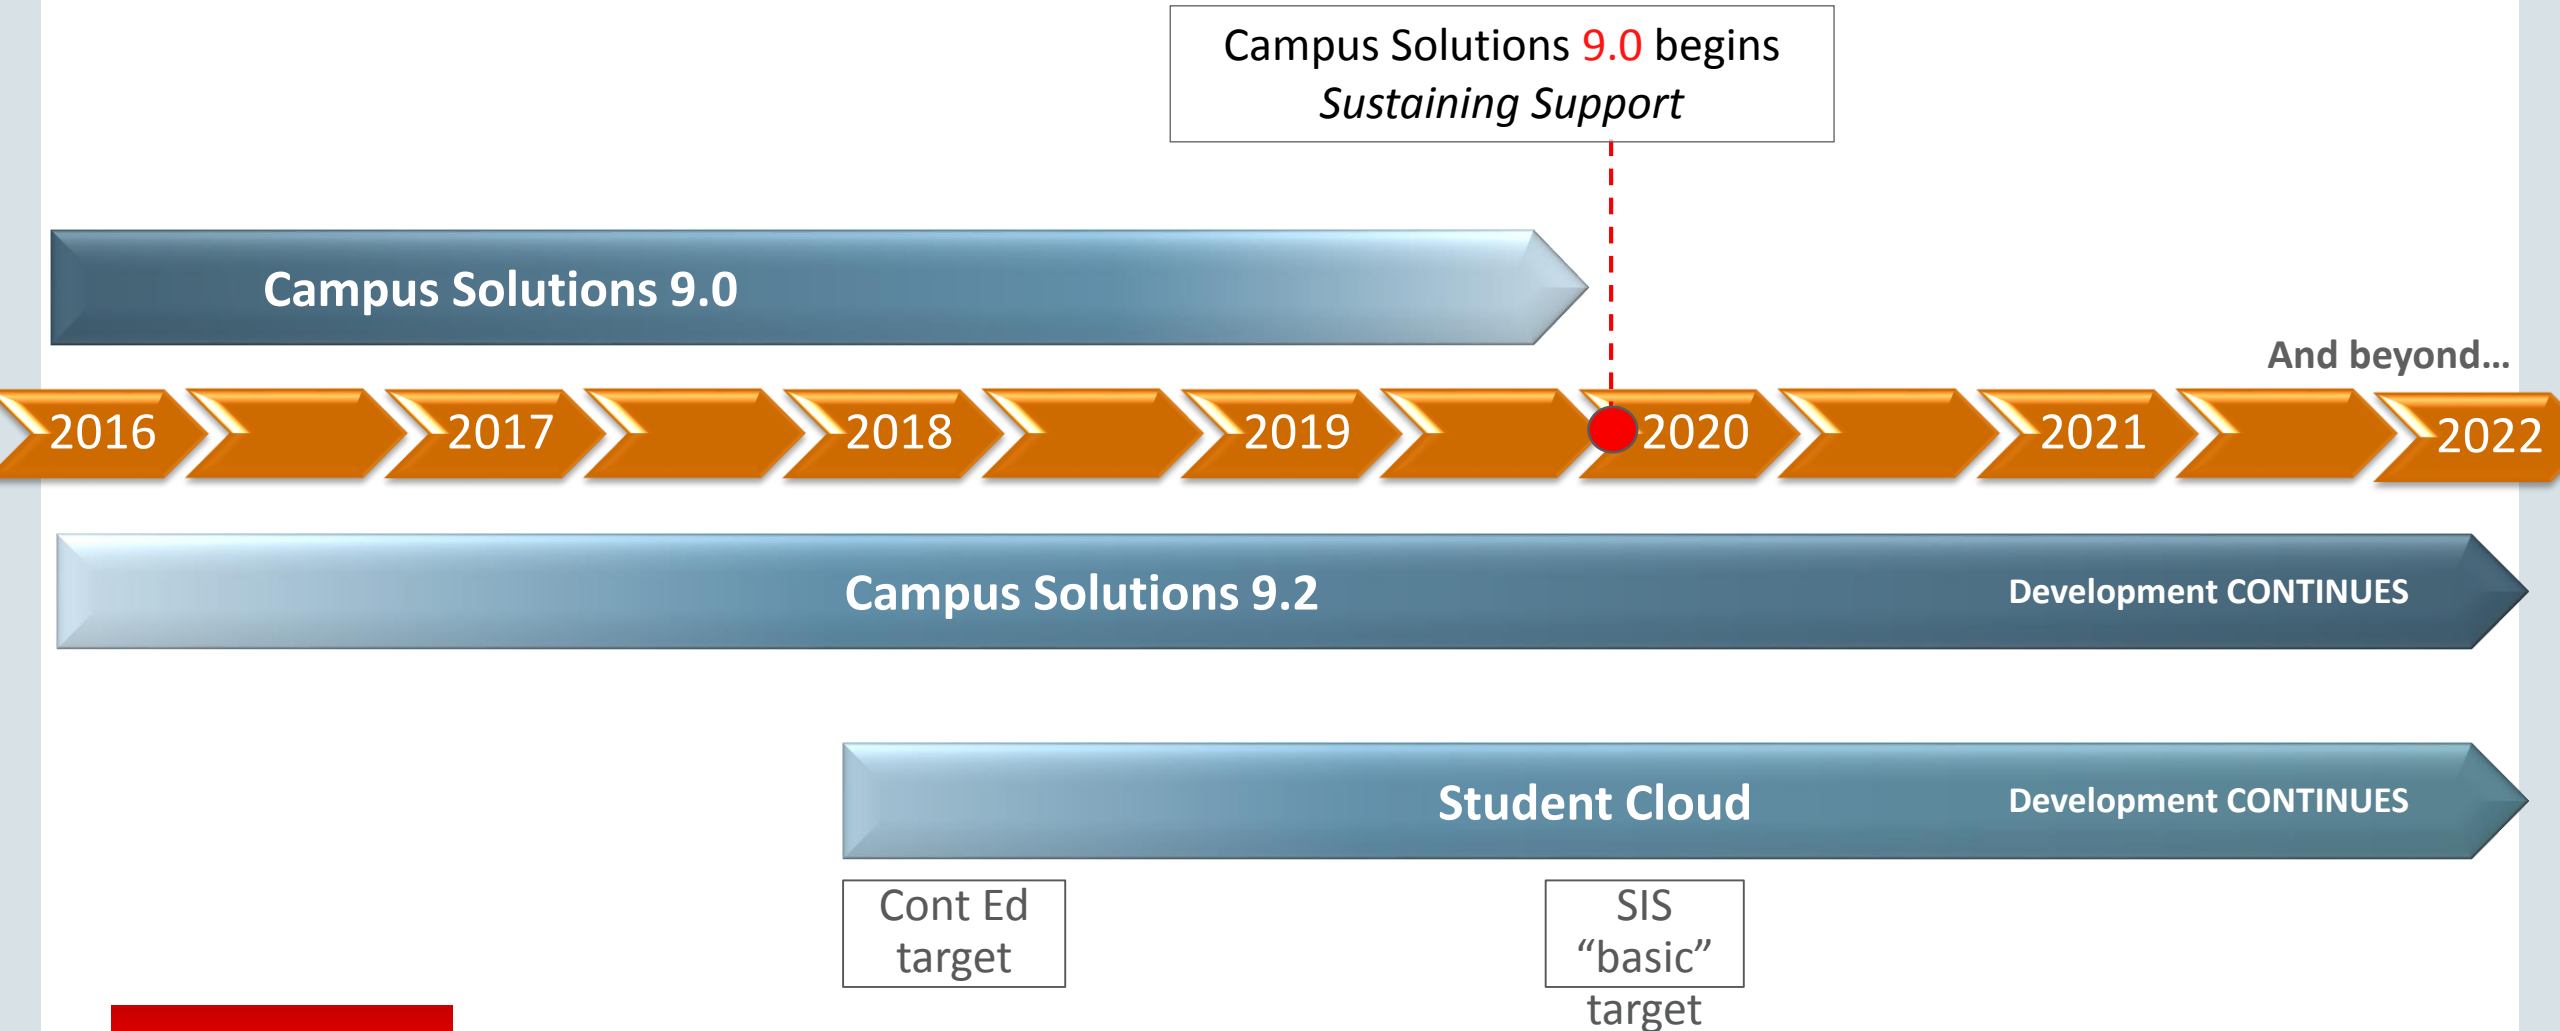 Campus Solutions 9.0 begins
Sustaining Support
Campus Solutions 9.0
And beyond…
2016 2017 2018 2019 2020 2021 2022
Campus Solutions 9.2 Development CONTINUES
Student Cloud Development CONTINUES
Cont Ed
target
SIS
“basic”
target